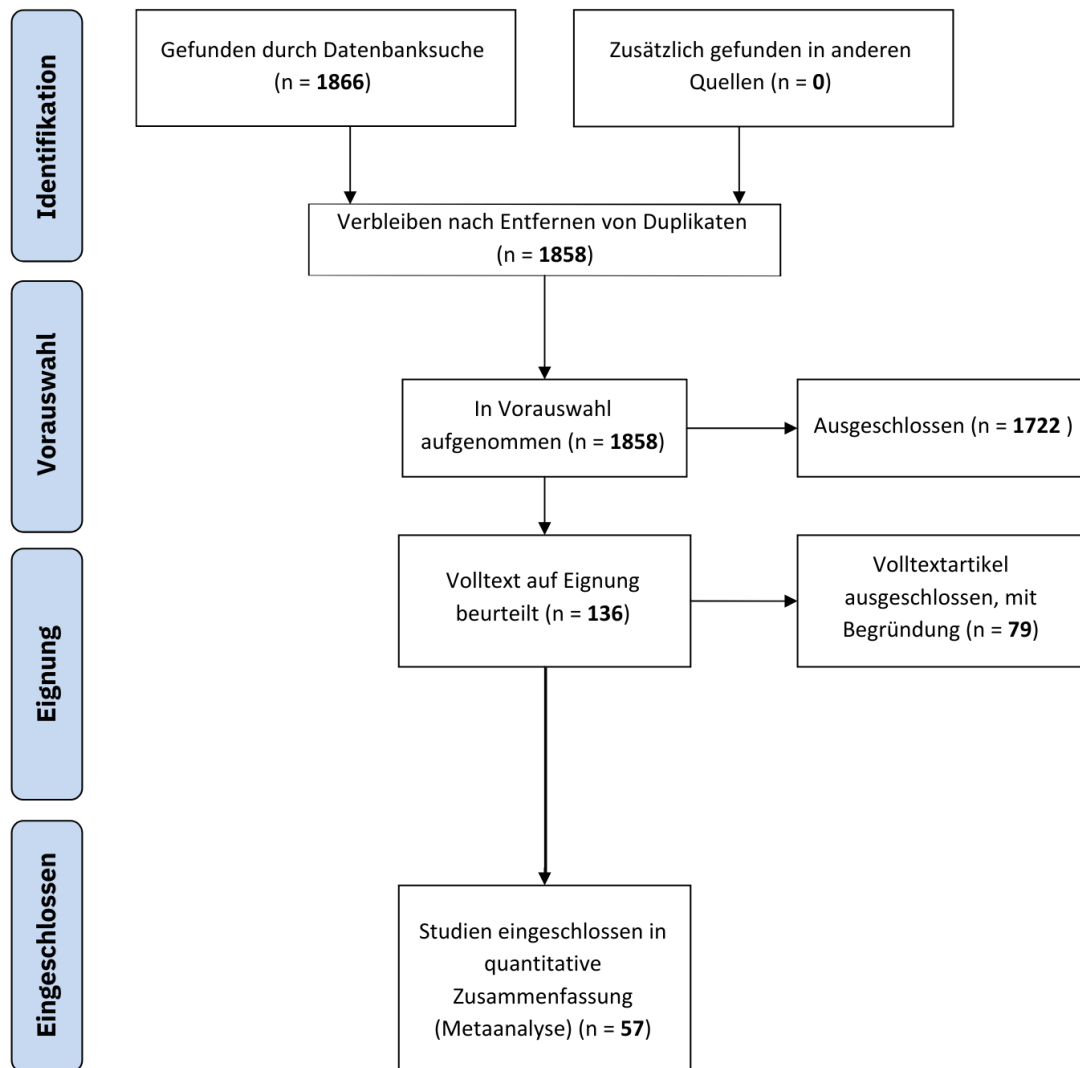 Identifikation
Gefunden durch Datenbanksuche
(n = 1866)
Zusätzlich gefunden in anderen
Quellen (n = 0)
Verbleiben nach Entfernen von Duplikaten
(n = 1858)
Vorauswahl
In Vorauswahl
aufgenommen (n = 1858)
Ausgeschlossen (n = 1722 )
Eignung
Volltext auf Eignung
beurteilt (n = 136)
Volltextartikel
ausgeschlossen, mit
Begründung (n = 79)
Eingeschlossen
Studien eingeschlossen in
quantitative
Zusammenfassung
(Metaanalyse) (n = 57)